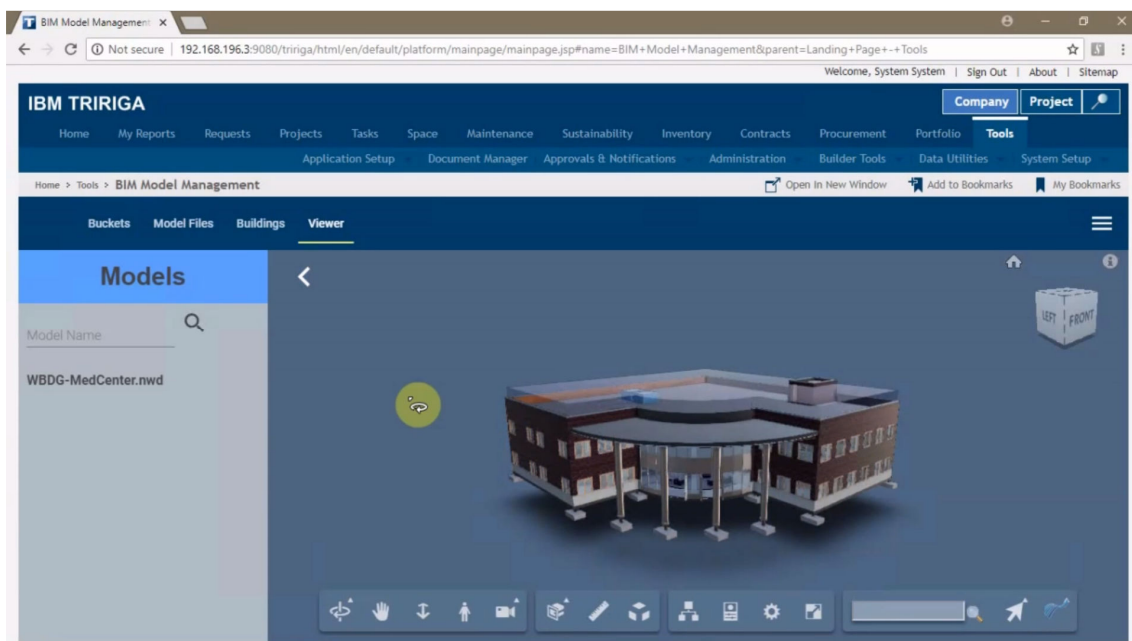 BIM Model Management
Not secure | 192.168.196.3:9080/tririga/html/en/default/platform/mainpage/mainpage.jsp#name=BIM+Model+Management&parent=Landing+Page+-+Tools
Welcome, System System | Sign Out | About | Sitemap
IBM TRIRIGA
Company Project
Home My Reports Requests Projects Tasks Space Maintenance Sustainability Inventory Contracts Procurement Portfolio Tools
Application Setup Document Manager Approvals & Notifications Administration Builder Tools Data Utilities System Setup
Home > Tools > BIM Model Management Open In New Window Add to Bookmarks My Bookmarks
Buckets Model Files Buildings Viewer
Models
LEFT FRONT
Model Name
WBDG-MedCenter.nwd